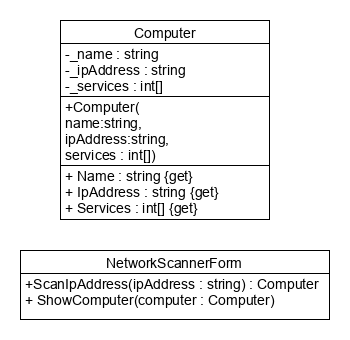 Computer
-_name : string
-_ipAddress : string
-_services : int[]
+Computer(
name:string,
ipAddress:string,
services : int[])
+ Name : string {get}
+ IpAddress : string {get}
+ Services : int[] {get}
NetworkScannerForm
+ScanIpAddress(ipAddress : string) : Computer
+ ShowComputer(computer : Computer)